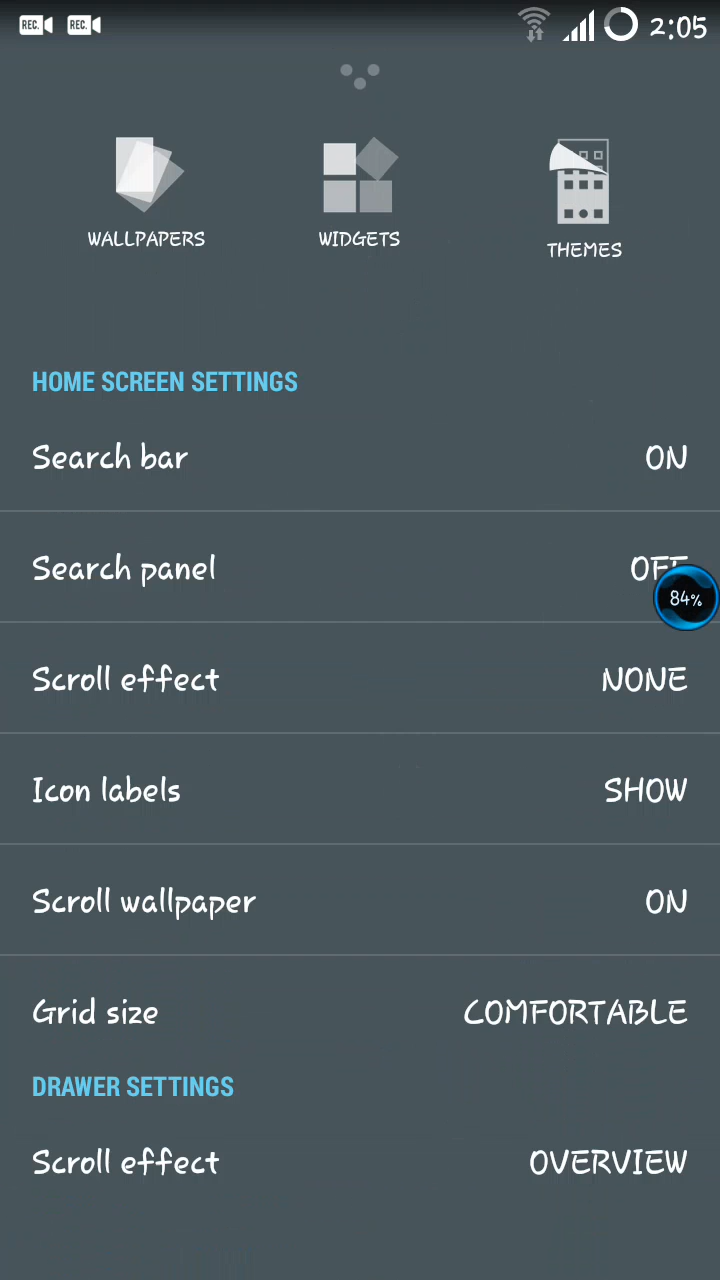 REC. REC. 2:05
WALLPAPERS WIDGETS THEMES
HOME SCREEN SETTINGS
Search bar ON
Search panel OFF
84%
Scroll effect NONE
Icon labels SHOW
Scroll wallpaper ON
Grid size COMFORTABLE
DRAWER SETTINGS
Scroll effect OVERVIEW